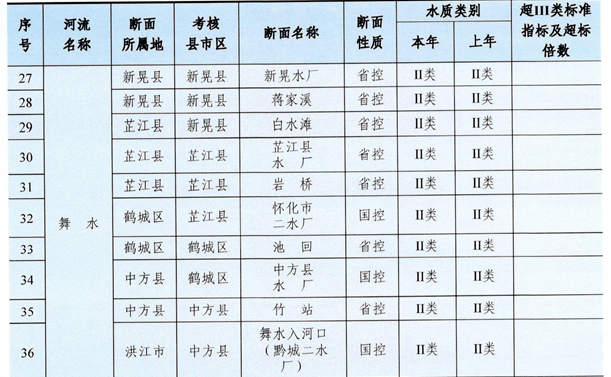 序号 河流名称 断面所属地 考核县市区 断面名称 断面性质 水质类别 超III类标准指标及超标倍数
本年 上年
27 新晃县 新晃县 新晃水厂 省控 II类 II类
28 新晃县 新晃县 蒋家溪 省控 II类 II类
29 芷江县 新晃县 白水滩 省控 II类 II类
30 芷江县 芷江县 芷江县水厂 省控 II类 II类
31 芷江县 芷江县 岩桥 省控 II类 II类
32 舞水 鹤城区 芷江县 怀化市二水厂 国控 II类 II类
33 鹤城区 鹤城区 池回 省控 II类 II类
34 中方县 鹤城区 中方县水厂 国控 II类 II类
35 中方县 中方县 竹站 省控 II类 II类
36 洪江市 中方县 舞水入河口（黔城二水厂） 国控 II类 II类